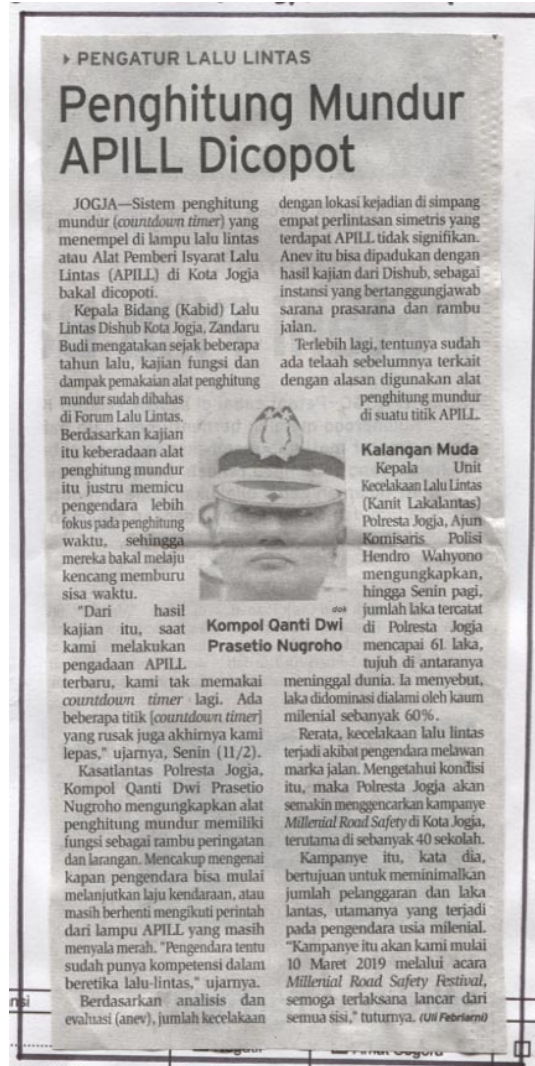 PENGATUR LALU LINTAS
Penghitung Mundur
APILL Dicopot
JOGJA—Sistem penghitung
mundur (countdown timer) yang
menempel di lampu lalu lintas
atau Alat Pemberi Isyarat Lalu
Lintas (APILL) di Kota Jogja
bakal dicopoti.
Kepala Bidang (Kabid) Lalu
Lintas Dishub Kota Jogja, Zandaru
Budi mengatakan sejak beberapa
tahun lalu, kajian fungsi dan
dampak pemakaian alat penghitung
mundur sudah dibahas
di Forum Lalu Lintas.
Berdasarkan kajian
itu keberadaan alat
penghitung mundur
itu justru memicu
pengendara lebih
fokus pada penghitung
waktu, sehingga
mereka bakal melaju
kencang memburu
sisa waktu.
"Dari hasil
kajian itu, saat
kami melakukan
pengadaan APILL
terbaru, kami tak memakai
countdown timer lagi. Ada
beberapa titik [countdown timer]
yang rusak juga akhirnya kami
lepas," ujarnya, Senin (11/2).
Kasatlantas Polresta Jogja,
Kompol Qanti Dwi Prasetio
Nugroho mengungkapkan alat
penghitung mundur memiliki
fungsi sebagai rambu peringatan
dan larangan. Mencakup mengenai
kapan pengendara bisa mulai
melanjutkan laju kendaraan, atau
masih berhenti mengikuti perintah
dari lampu APILL yang masih
menyala merah. "Pengendara tentu
sudah punya kompetensi dalam
beretika lalu-lintas," ujarnya.
Berdasarkan analisis dan
evaluasi (anev), jumlah kecelakaan
dengan lokasi kejadian di simpang
empat perlintasan simetris yang
terdapat APILL tidak signifikan.
Anev itu bisa dipadukan dengan
hasil kajian dari Dishub, sebagai
instansi yang bertanggungjawab
sarana prasarana dan rambu
jalan.
Terlebih lagi, tentunya sudah
ada telaah sebelumnya terkait
dengan alasan digunakan alat
penghitung mundur
di suatu titik APILL.
dok
Kompol Qanti Dwi
Prasetio Nugroho
Kalangan Muda
Kepala Unit
Kecelakaan Lalu Lintas
(Kanit Lakalantas)
Polresta Jogja, Ajun
Komisaris Polisi
Hendro Wahyono
mengungkapkan,
hingga Senin pagi,
jumlah laka tercatat
di Polresta Jogja
mencapai 61 laka,
tujuh di antaranya
meninggal dunia. Ia menyebut,
laka didominasi dialami oleh kaum
milenial sebanyak 60%.
Rerata, kecelakaan lalu lintas
terjadi akibat pengendara melawan
marka jalan. Mengetahui kondisi
itu, maka Polresta Jogja akan
semakin menggencarkan kampanye
Millenial Road Safety di Kota Jogja,
terutama di sebanyak 40 sekolah.
Kampanye itu, kata dia,
bertujuan untuk meminimalkan
jumlah pelanggaran dan laka
lantas, utamanya yang terjadi
pada pengendara usia milenial.
"Kampanye itu akan kami mulai
10 Maret 2019 melalui acara
Millenial Road Safety Festival,
semoga terlaksana lancar dari
semua sisi," tuturnya. (Uli Febriarni)